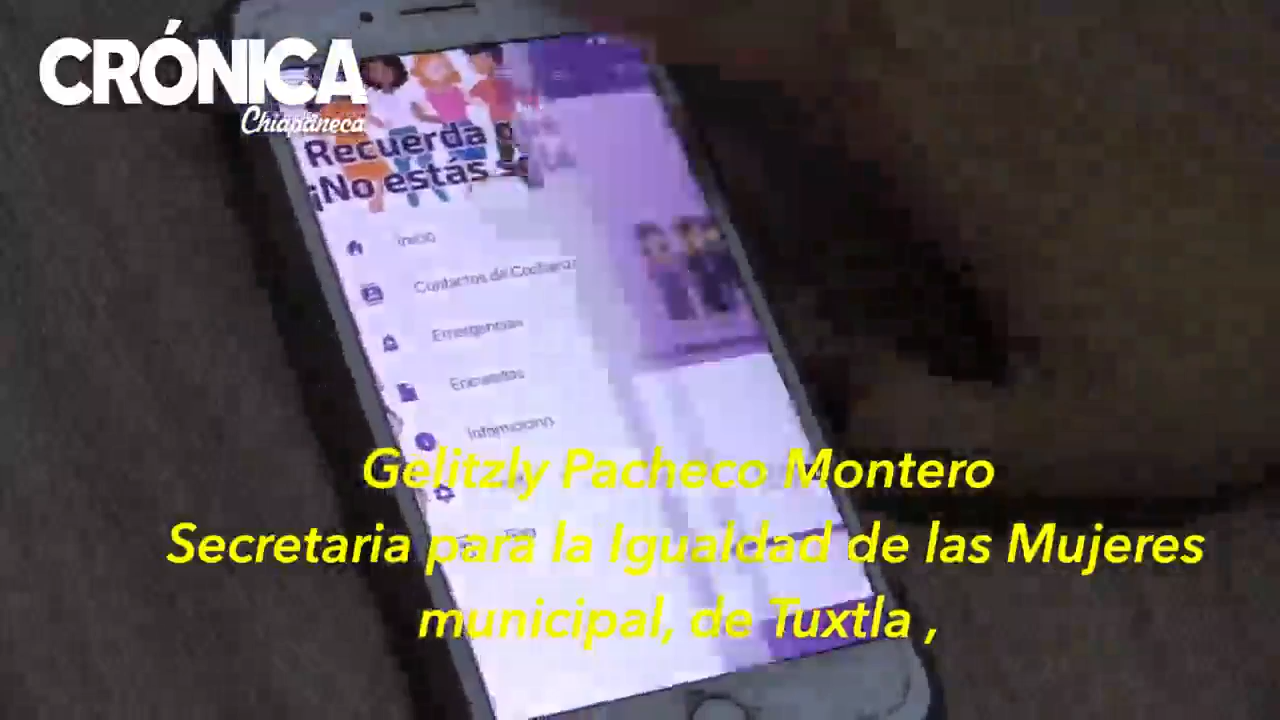 CRÓNICA
Chiapaneca
Recuerda que
¡No estás
Inicio
Contactos de Confianza
Emergencias
Encuestas
Gelitzly Pacheco Montero
Secretaria para la Igualdad de las Mujeres
municipal, de Tuxtla ,